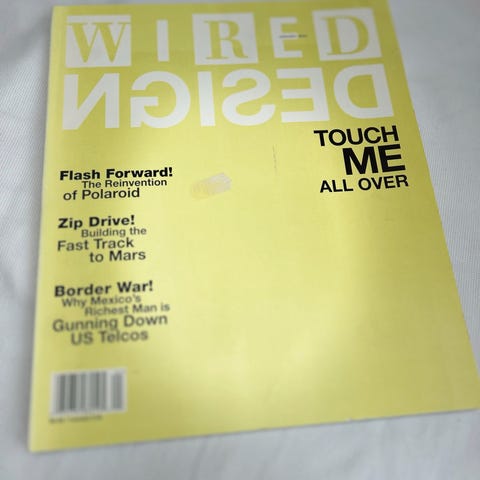 WIRED
DESIGN
TOUCH
ME
ALL OVER
Flash Forward!
The Reinvention
of Polaroid
Zip Drive!
Building the
Fast Track
to Mars
Border War!
Why Mexico's
Richest Man is
Gunning Down
US Telcos